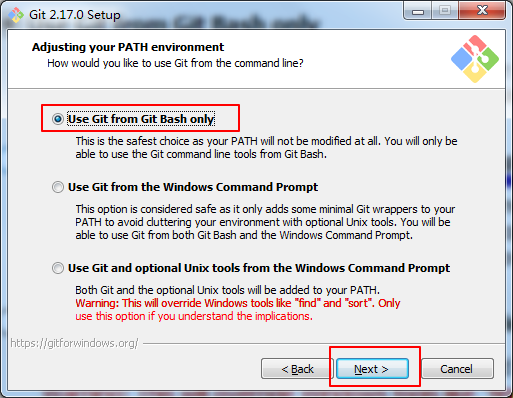 Git 2.17.0 Setup
Adjusting your PATH environment
How would you like to use Git from the command line?
Use Git from Git Bash only
This is the safest choice as your PATH will not be modified at all. You will only be
able to use the Git command line tools from Git Bash.
Use Git from the Windows Command Prompt
This option is considered safe as it only adds some minimal Git wrappers to your
PATH to avoid cluttering your environment with optional Unix tools. You will be
able to use Git from both Git Bash and the Windows Command Prompt.
Use Git and optional Unix tools from the Windows Command Prompt
Both Git and the optional Unix tools will be added to your PATH.
Warning: This will override Windows tools like "find" and "sort". Only
use this option if you understand the implications.
https://gitforwindows.org/
< Back
Next >
Cancel